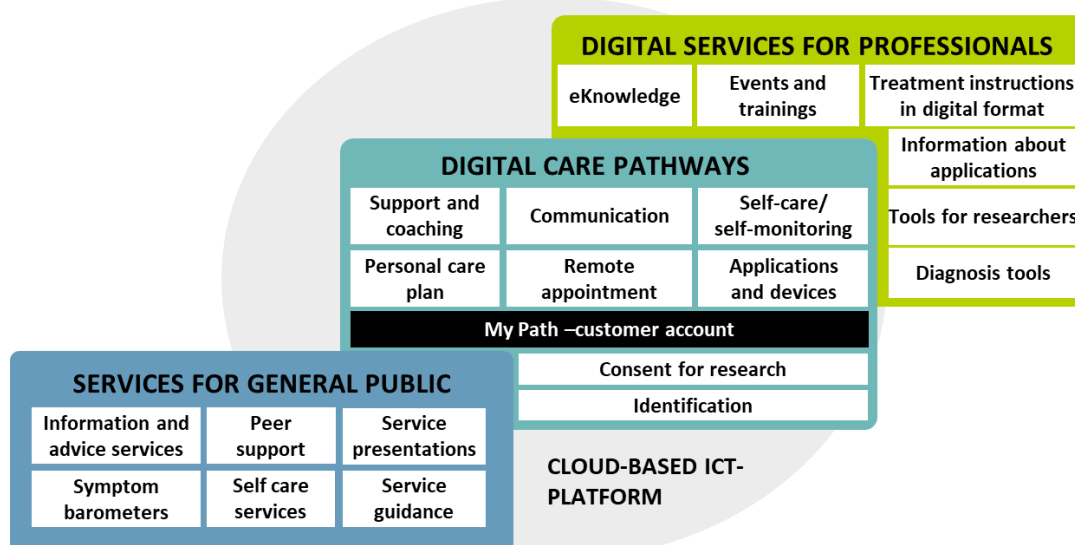 DIGITAL SERVICES FOR PROFESSIONALS
eKnowledge
Events and
trainings
Treatment instructions
in digital format
Information about
applications
Tools for researchers
Diagnosis tools
DIGITAL CARE PATHWAYS
Support and
coaching
Communication
Self-care/
self-monitoring
Personal care
plan
Remote
appointment
Applications
and devices
My Path –customer account
Consent for research
Identification
SERVICES FOR GENERAL PUBLIC
Information and
advice services
Peer
support
Service
presentations
Symptom
barometers
Self care
services
Service
guidance
CLOUD-BASED ICT-
PLATFORM